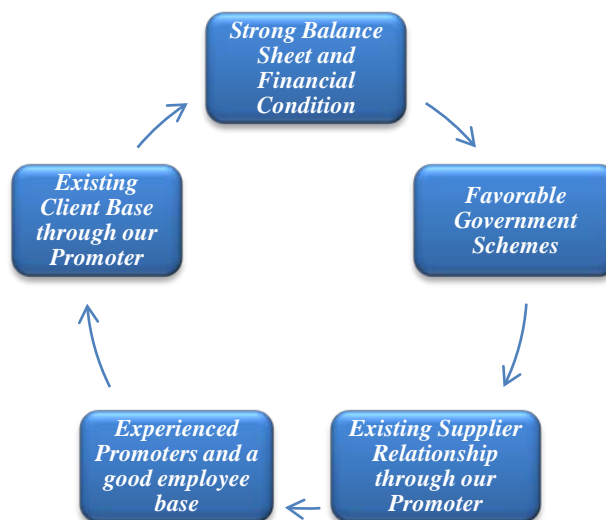 Strong Balance
Sheet and
Financial
Condition
Favorable
Government
Schemes
Existing Supplier
Relationship
through our
Promoter
Experienced
Promoters and a
good employee
base
Existing
Client Base
through our
Promoter